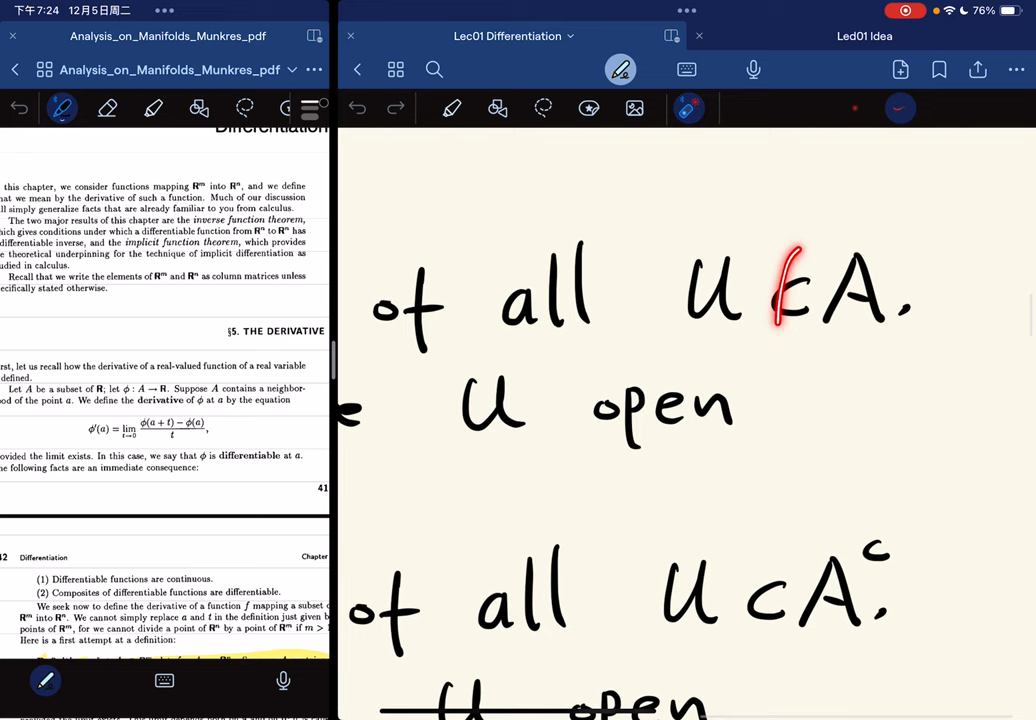 下午7:24 12月5日周二
76%
Analysis_on_Manifolds_Munkres_pdf
Analysis_on_Manifolds_Munkres_pdf
Differentiation
this chapter, we consider functions mapping Rᵐ into Rⁿ, and we define
hat we mean by the derivative of such a function. Much of our discussion
ll simply generalize facts that are already familiar to you from calculus.
The two major results of this chapter are the inverse function theorem,
hich gives conditions under which a differentiable function from Rⁿ to Rⁿ has
differentiable inverse, and the implicit function theorem, which provides
e theoretical underpinning for the technique of implicit differentiation as
udied in calculus.
Recall that we write the elements of Rᵐ and Rⁿ as column matrices unless
ecifically stated otherwise.
§5. THE DERIVATIVE
rst, let us recall how the derivative of a real-valued function of a real variable
defined.
Let A be a subset of R; let ϕ : A → R. Suppose A contains a neighbor-
ood of the point a. We define the derivative of ϕ at a by the equation
ϕ′(a) = lim t→0 ϕ(a + t) − ϕ(a) / t,
ovided the limit exists. In this case, we say that ϕ is differentiable at a.
he following facts are an immediate consequence:
41
42 Differentiation Chapter
(1) Differentiable functions are continuous.
(2) Composites of differentiable functions are differentiable.
We seek now to define the derivative of a function f mapping a subset o
Rᵐ into Rⁿ. We cannot simply replace a and t in the definition just given b
points of Rᵐ, for we cannot divide a point of Rⁿ by a point of Rᵐ if m >
Here is a first attempt at a definition:
Lec01 Differentiation
Led01 Idea
of all U ⊂ A.
e U open
of all U ⊂ Aᶜ.
U open